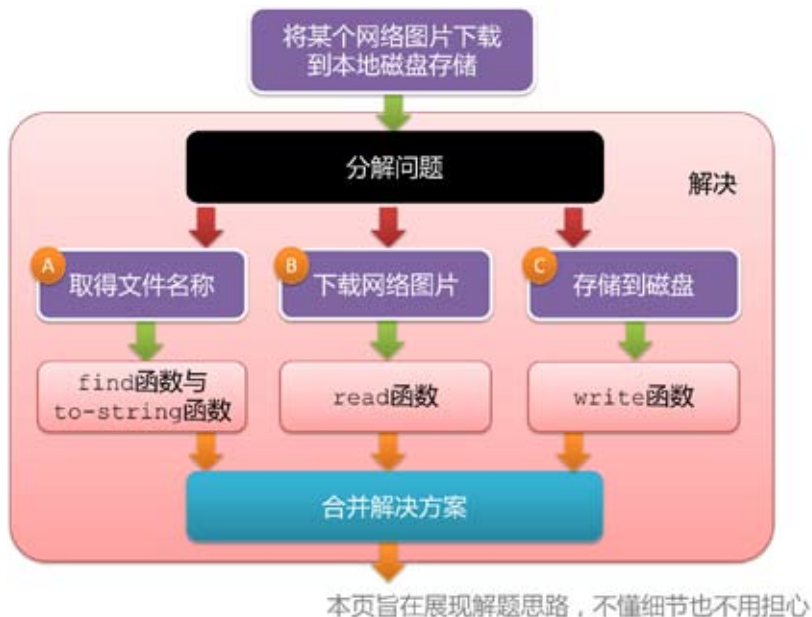 将某个网络图片下载
到本地磁盘存储
分解问题
解决
A
取得文件名称
B
下载网络图片
C
存储到磁盘
find函数与
to-string函数
read函数
write函数
合并解决方案
本页旨在展现解题思路，不懂细节也不用担心